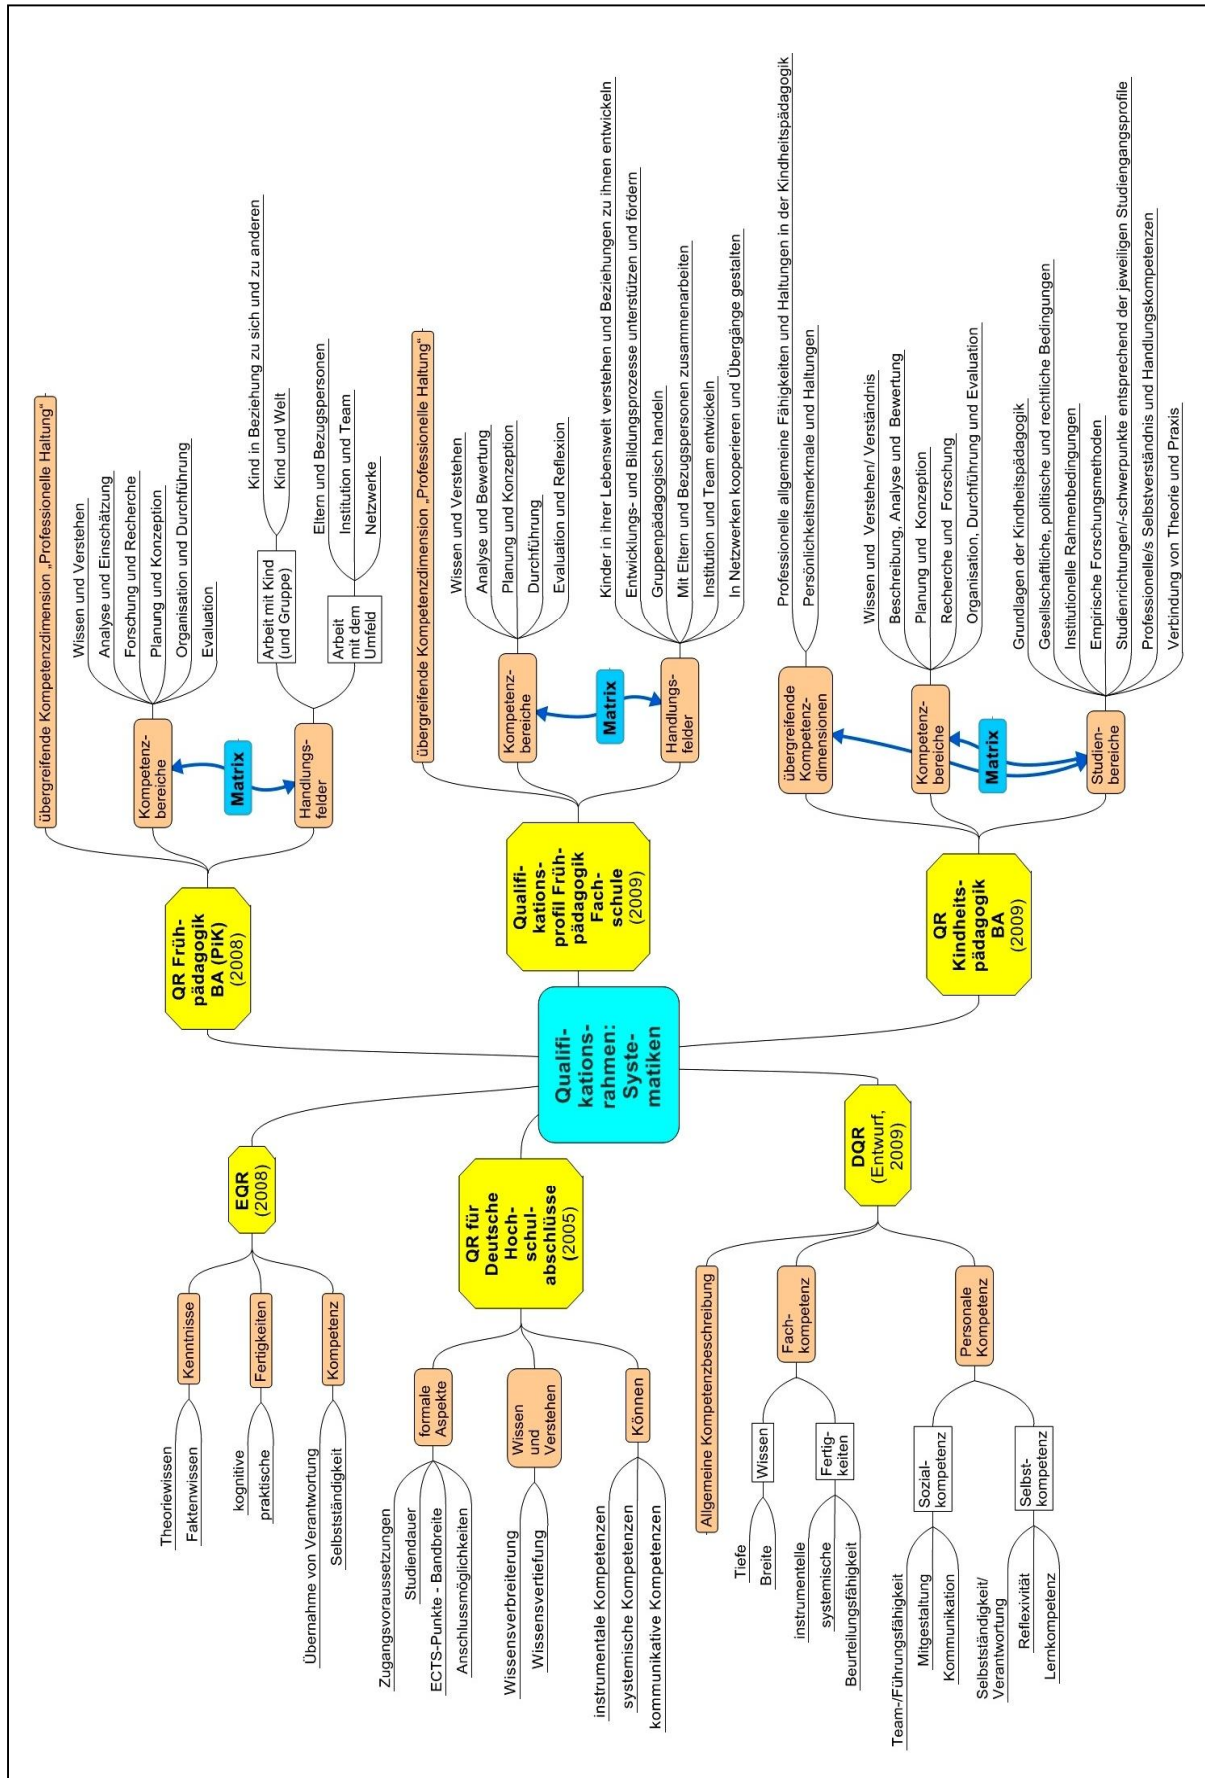 Qualifi-
kations-
rahmen:
Syste-
matiken
EQR
(2008)
Kenntnisse
Theoriewissen
Faktenwissen
Fertigkeiten
kognitive
praktische
Kompetenz
Übernahme von Verantwortung
Selbstständigkeit
QR für
Deutsche
Hoch-
schul-
abschlüsse
(2005)
formale
Aspekte
Zugangsvoraussetzungen
Studiendauer
ECTS-Punkte - Bandbreite
Anschlussmöglichkeiten
Wissen
und
Verstehen
Wissensverbreiterung
Wissensvertiefung
Können
instrumentale Kompetenzen
systemische Kompetenzen
kommunikative Kompetenzen
DQR
(Entwurf,
2009)
Allgemeine Kompetenzbeschreibung
Fach-
kompetenz
Wissen
Tiefe
Breite
Fertig-
keiten
instrumentelle
systemische
Beurteilungsfähigkeit
Personale
Kompetenz
Sozial-
kompetenz
Team-/Führungsfähigkeit
Mitgestaltung
Kommunikation
Selbst-
kompetenz
Selbstständigkeit/
Verantwortung
Reflexivität
Lernkompetenz
QR Früh-
pädagogik
BA (PiK)
(2008)
übergreifende Kompetenzdimension „Professionelle Haltung“
Kompetenz-
bereiche
Wissen und Verstehen
Analyse und Einschätzung
Forschung und Recherche
Planung und Konzeption
Organisation und Durchführung
Evaluation
Matrix
Handlungs-
felder
Arbeit mit Kind
(und Gruppe)
Kind in Beziehung zu sich und zu anderen
Kind und Welt
Arbeit
mit dem
Umfeld
Eltern und Bezugspersonen
Institution und Team
Netzwerke
Qualifi-
kations-
profil Früh-
pädagogik
Fach-
schule
(2009)
übergreifende Kompetenzdimension „Professionelle Haltung“
Kompetenz-
bereiche
Wissen und Verstehen
Analyse und Bewertung
Planung und Konzeption
Durchführung
Evaluation und Reflexion
Matrix
Handlungs-
felder
Kinder in ihrer Lebenswelt verstehen und Beziehungen zu ihnen entwickeln
Entwicklungs- und Bildungsprozesse unterstützen und fördern
Gruppenpädagogisch handeln
Mit Eltern und Bezugspersonen zusammenarbeiten
Institution und Team entwickeln
In Netzwerken kooperieren und Übergänge gestalten
QR
Kindheits-
pädagogik
BA
(2009)
übergreifende
Kompetenz-
dimensionen
Professionelle allgemeine Fähigkeiten und Haltungen in der Kindheitspädagogik
Persönlichkeitsmerkmale und Haltungen
Kompetenz-
bereiche
Wissen und Verstehen/ Verständnis
Beschreibung, Analyse und Bewertung
Planung und Konzeption
Recherche und Forschung
Organisation, Durchführung und Evaluation
Matrix
Studien-
bereiche
Grundlagen der Kindheitspädagogik
Gesellschaftliche, politische und rechtliche Bedingungen
Institutionelle Rahmenbedingungen
Empirische Forschungsmethoden
Studienrichtungen/-schwerpunkte entsprechend der jeweiligen Studiengangsprofile
Professionelle/s Selbstverständnis und Handlungskompetenzen
Verbindung von Theorie und Praxis